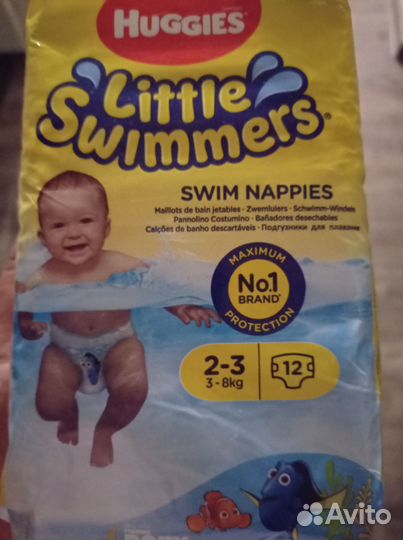 HUGGIES
Little
Swimmers®
SWIM NAPPIES
Maillots de bain jetables · Zwemluiers · Schwimm-Windeln
Pannolino Costumino · Bañadores desechables
Calções de banho descartáveis · Подгузники для плавания
MAXIMUM
No.1
BRAND
PROTECTION
2-3
3-8kg
12
Avito